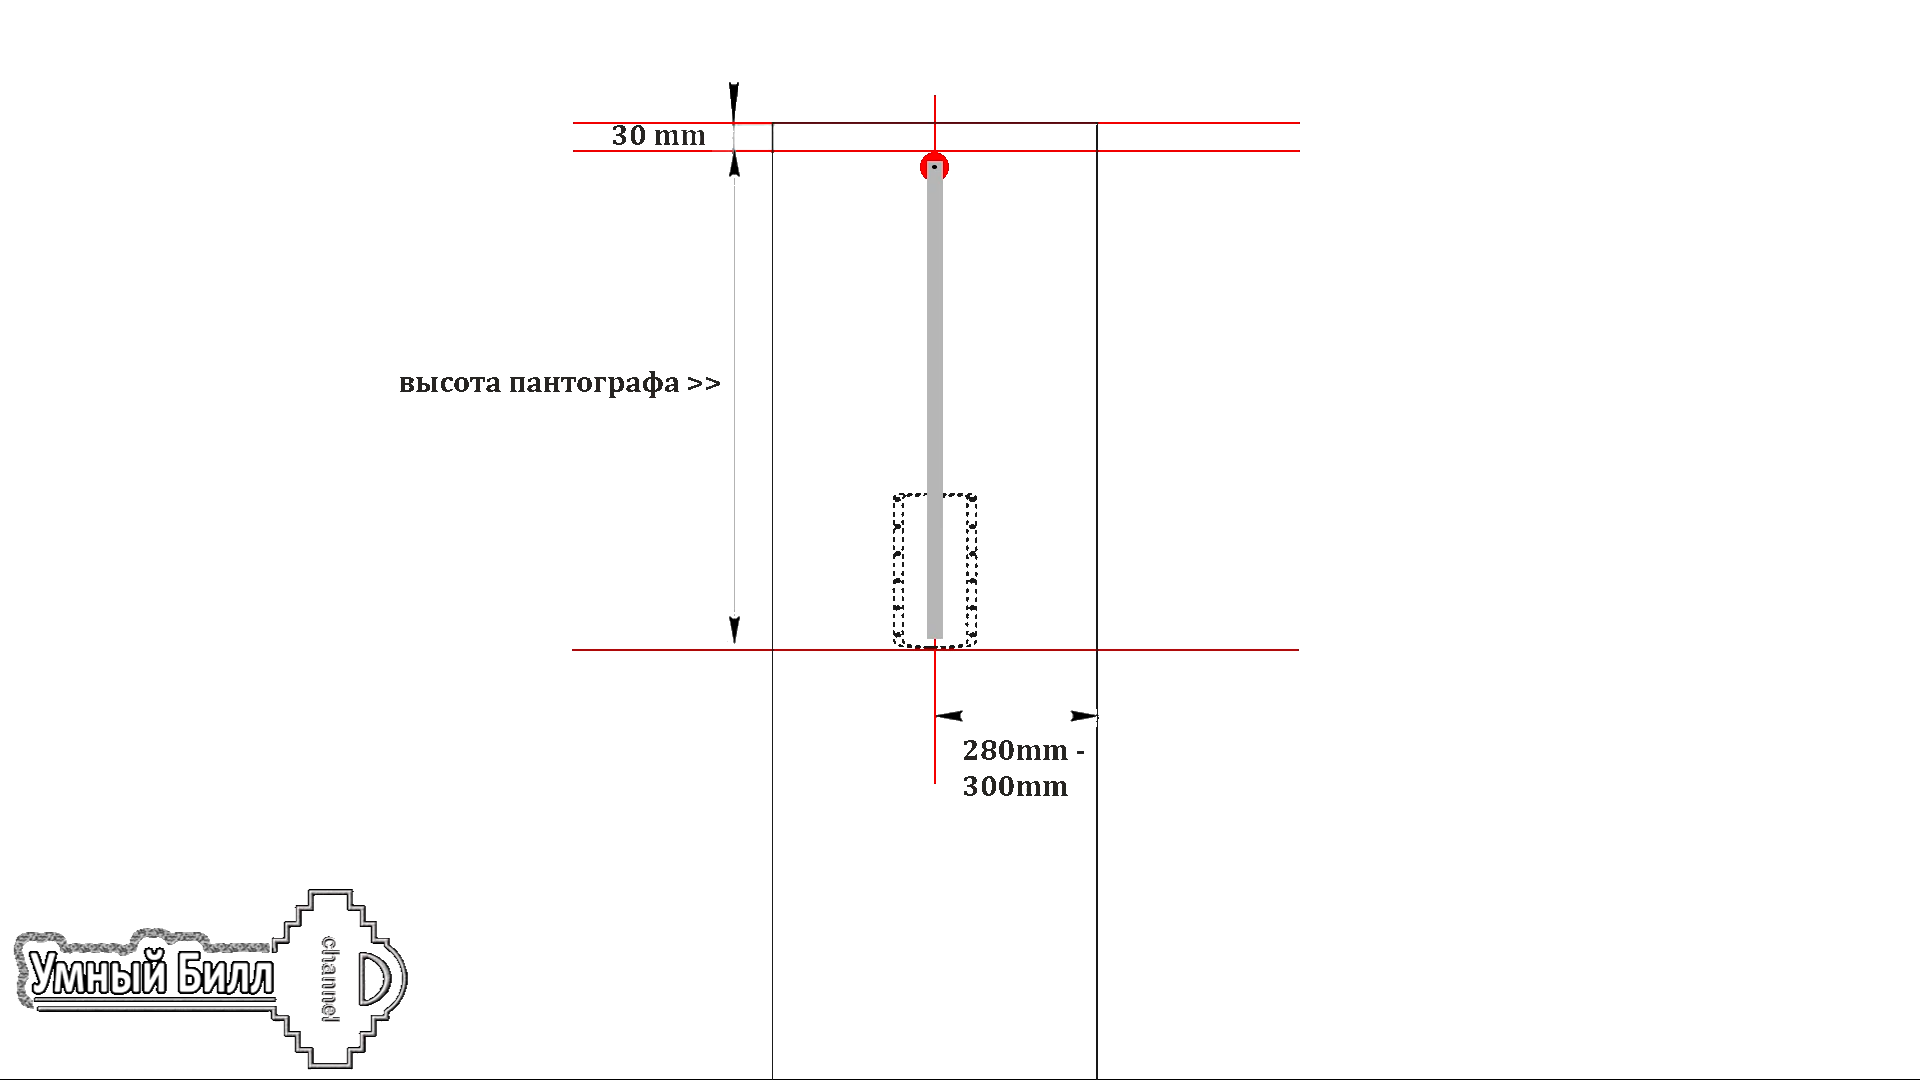 30 mm
высота пантографа >>
280mm -
300mm
Умный Билл
channel